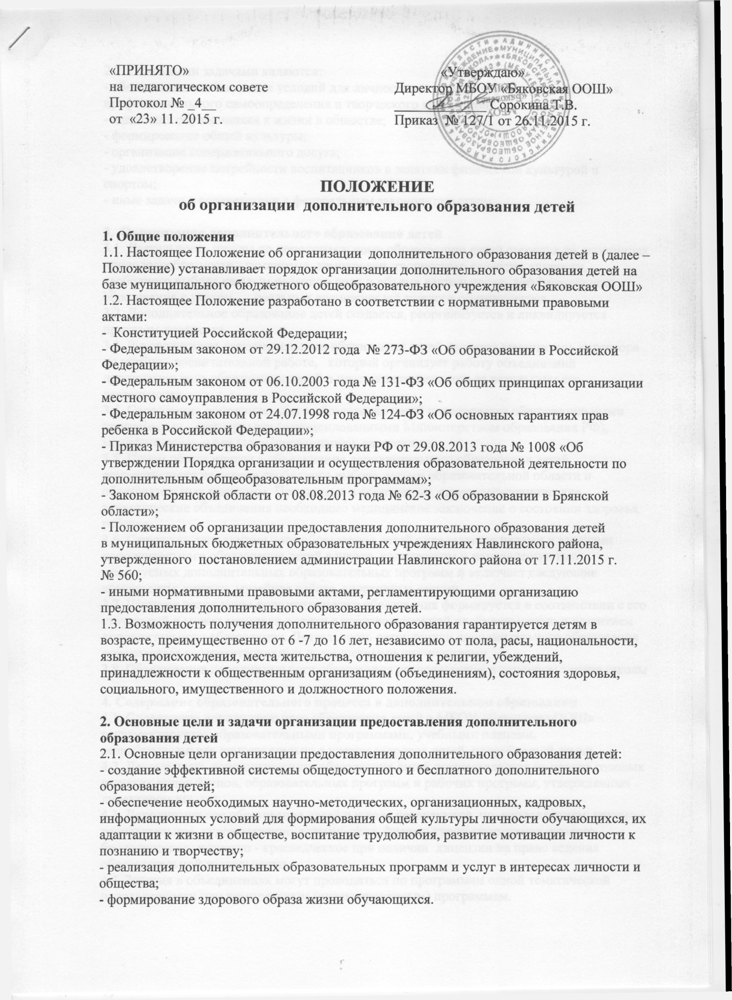 «ПРИНЯТО»
на  педагогическом совете
Протокол № _4__
от  «23» 11. 2015 г.
«Утверждаю»
Директор МБОУ «Бяковская ООШ»
_____________ Сорокина Т.В.
Приказ  № 127/1 от 26.11.2015 г.
ПОЛОЖЕНИЕ
об организации  дополнительного образования детей
1. Общие положения
1.1. Настоящее Положение об организации  дополнительного образования детей в (далее –
Положение) устанавливает порядок организации дополнительного образования детей на
базе муниципального бюджетного общеобразовательного учреждения «Бяковская ООШ»
1.2. Настоящее Положение разработано в соответствии с нормативными правовыми
актами:
-  Конституцией Российской Федерации;
- Федеральным законом от 29.12.2012 года  № 273-ФЗ «Об образовании в Российской
Федерации»;
- Федеральным законом от 06.10.2003 года № 131-ФЗ «Об общих принципах организации
местного самоуправления в Российской Федерации»;
- Федеральным законом от 24.07.1998 года № 124-ФЗ «Об основных гарантиях прав
ребенка в Российской Федерации»;
- Приказ Министерства образования и науки РФ от 29.08.2013 года № 1008 «Об
утверждении Порядка организации и осуществления образовательной деятельности по
дополнительным общеобразовательным программам»;
- Законом Брянской области от 08.08.2013 года № 62-З «Об образовании в Брянской
области»;
- Положением об организации предоставления дополнительного образования детей
в муниципальных бюджетных образовательных учреждениях Навлинского района,
утвержденного  постановлением администрации Навлинского района от 17.11.2015 г.
№ 560;
- иными нормативными правовыми актами, регламентирующими организацию
предоставления дополнительного образования детей.
1.3. Возможность получения дополнительного образования гарантируется детям в
возрасте, преимущественно от 6 -7 до 16 лет, независимо от пола, расы, национальности,
языка, происхождения, места жительства, отношения к религии, убеждений,
принадлежности к общественным организациям (объединениям), состояния здоровья,
социального, имущественного и должностного положения.
2. Основные цели и задачи организации предоставления дополнительного
образования детей
2.1. Основные цели организации предоставления дополнительного образования детей:
- создание эффективной системы общедоступного и бесплатного дополнительного
образования детей;
- обеспечение необходимых научно-методических, организационных, кадровых,
информационных условий для формирования общей культуры личности обучающихся, их
адаптации к жизни в обществе, воспитание трудолюбия, развитие мотивации личности к
познанию и творчеству;
- реализация дополнительных образовательных программ и услуг в интересах личности и
общества;
- формирование здорового образа жизни обучающихся.